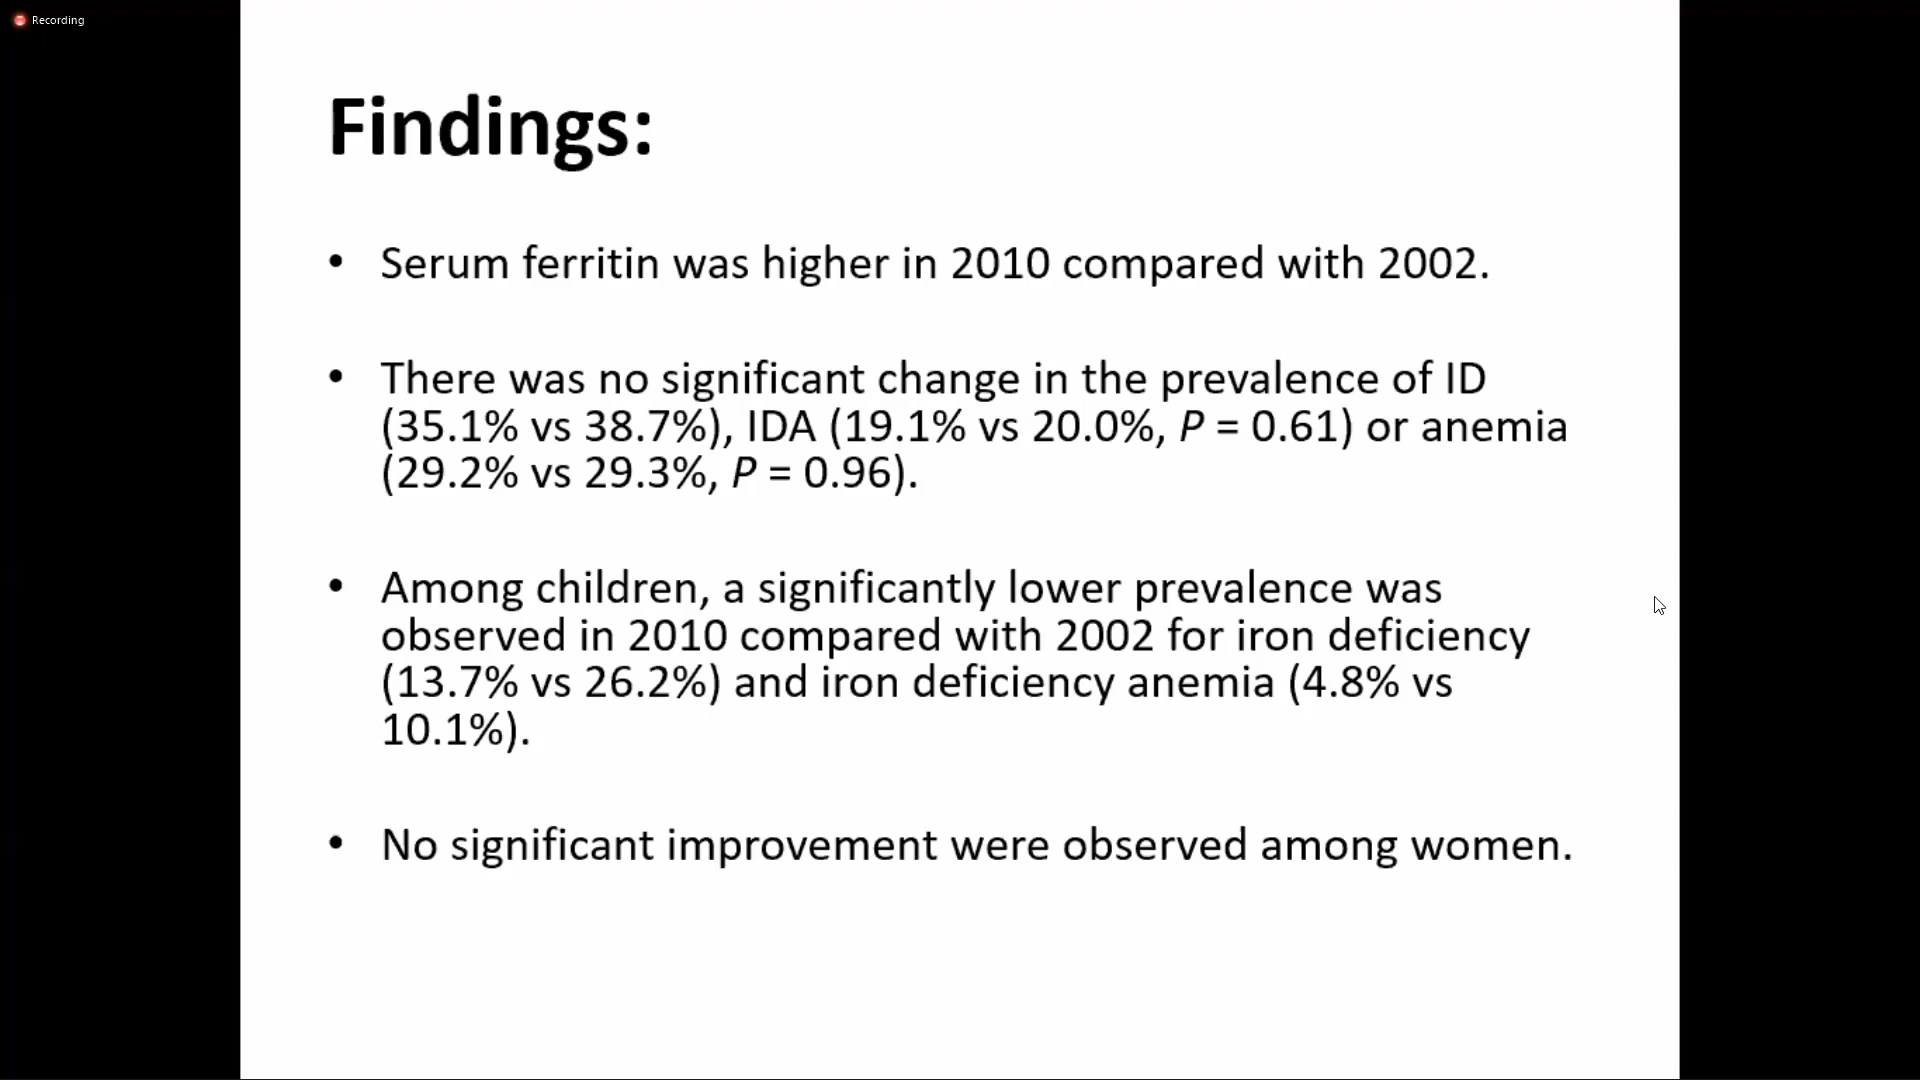 Recording
Findings:
• Serum ferritin was higher in 2010 compared with 2002.
• There was no significant change in the prevalence of ID
(35.1% vs 38.7%), IDA (19.1% vs 20.0%, P = 0.61) or anemia
(29.2% vs 29.3%, P = 0.96).
• Among children, a significantly lower prevalence was
observed in 2010 compared with 2002 for iron deficiency
(13.7% vs 26.2%) and iron deficiency anemia (4.8% vs
10.1%).
• No significant improvement were observed among women.